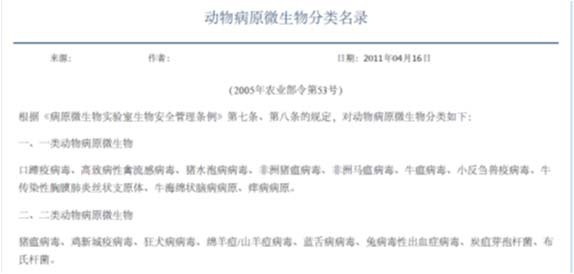 动物病原微生物分类名录
来源: 作者: 日期: 2011年04月16日
(2005年农业部令第53号)
根据《病原微生物实验室生物安全管理条例》第七条、第八条的规定，对动物病原微生物分类如下:
一、一类动物病原微生物
口蹄疫病毒、高致病性禽流感病毒、猪水泡病病毒、非洲猪瘟病毒、非洲马瘟病毒、牛瘟病毒、小反刍兽疫病毒、牛
传染性胸膜肺炎丝状支原体、牛海绵状脑病病原、痒病病原。
二、二类动物病原微生物
猪瘟病毒、鸡新城疫病毒、狂犬病病毒、绵羊痘/山羊痘病毒、蓝舌病病毒、兔病毒性出血症病毒、炭疽芽孢杆菌、布
氏杆菌。